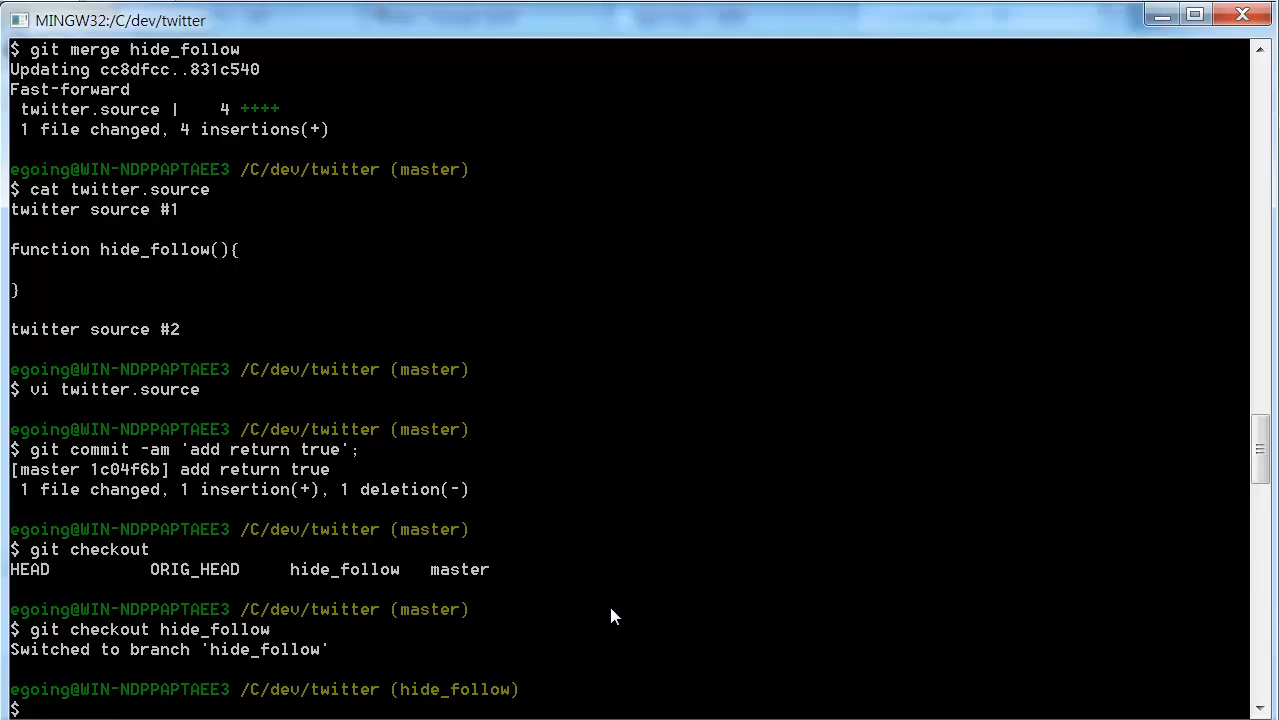 MINGW32:/C/dev/twitter
$ git merge hide_follow
Updating cc8dfcc..831c540
Fast-forward
 twitter.source |    4 ++++
 1 file changed, 4 insertions(+)
egoing@WIN-NDPPAPTAEE3 /C/dev/twitter (master)
$ cat twitter.source
twitter source #1
function hide_follow(){
}
twitter source #2
egoing@WIN-NDPPAPTAEE3 /C/dev/twitter (master)
$ vi twitter.source
egoing@WIN-NDPPAPTAEE3 /C/dev/twitter (master)
$ git commit -am 'add return true';
[master 1c04f6b] add return true
 1 file changed, 1 insertion(+), 1 deletion(-)
egoing@WIN-NDPPAPTAEE3 /C/dev/twitter (master)
$ git checkout
HEAD          ORIG_HEAD     hide_follow   master
egoing@WIN-NDPPAPTAEE3 /C/dev/twitter (master)
$ git checkout hide_follow
Switched to branch 'hide_follow'
egoing@WIN-NDPPAPTAEE3 /C/dev/twitter (hide_follow)
$